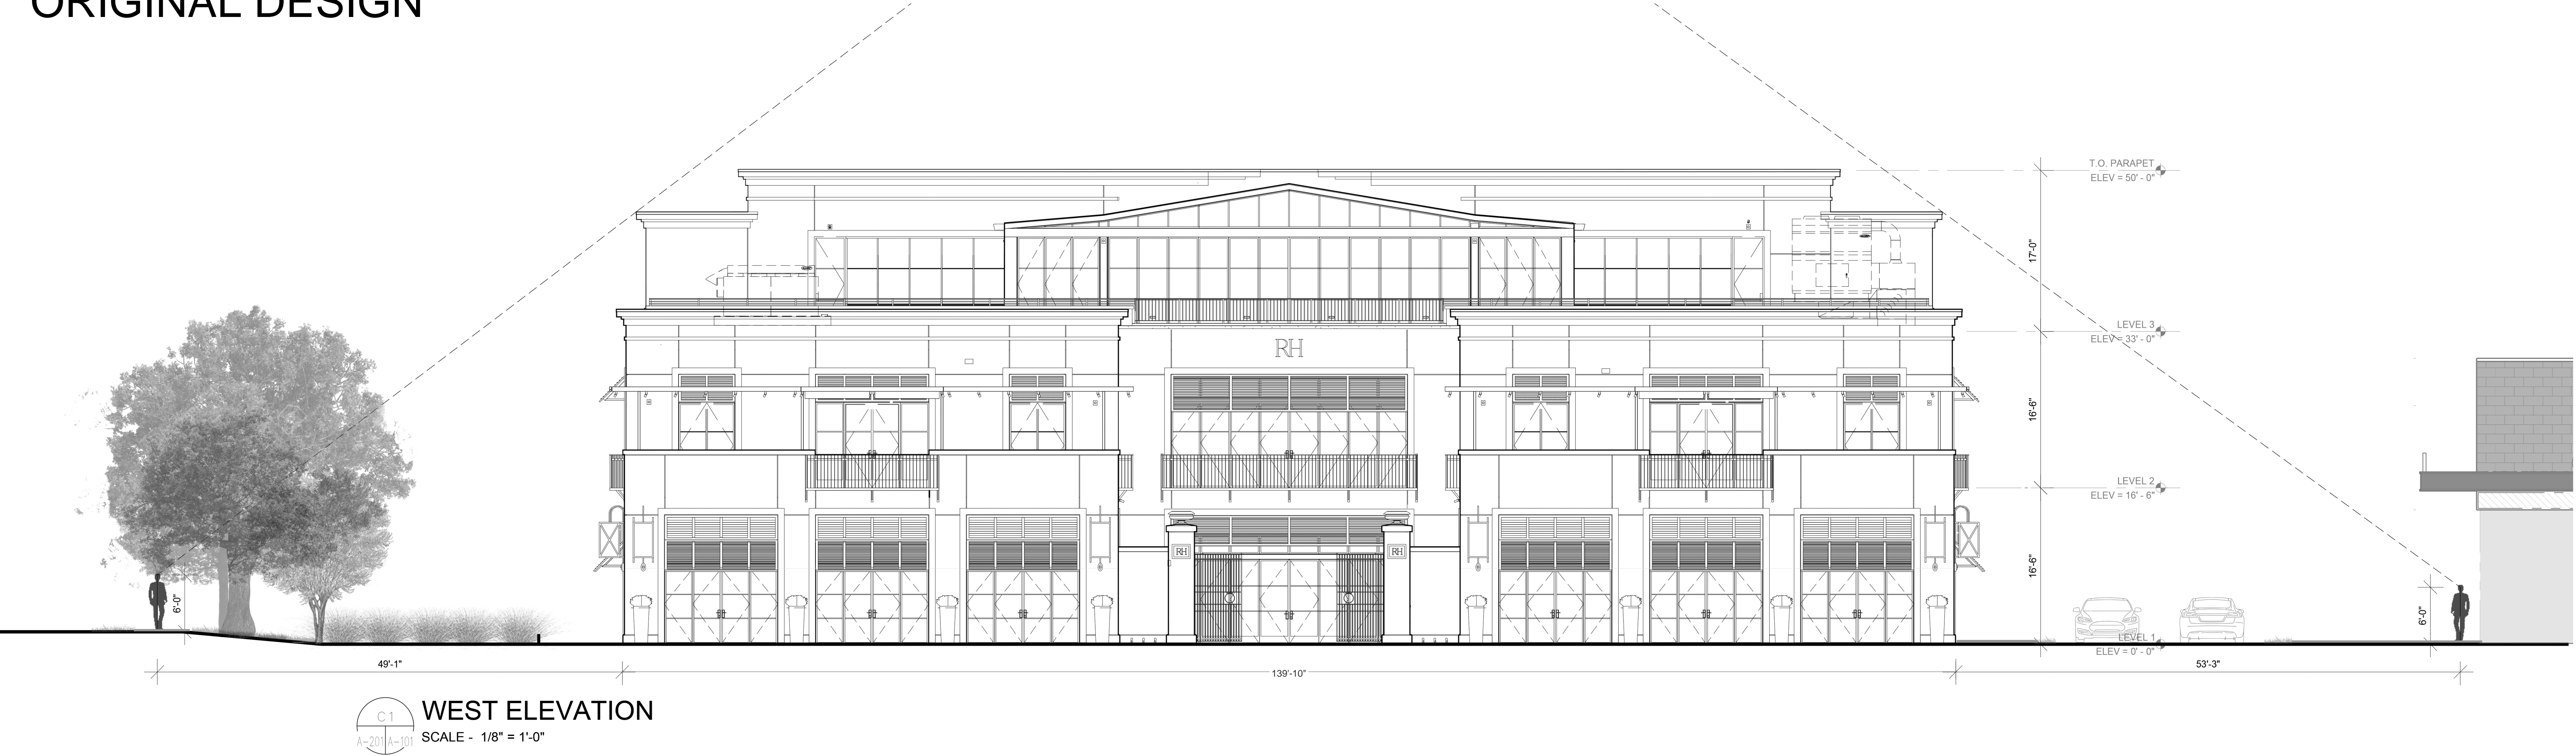 ORIGINAL DESIGN
T.O. PARAPET
ELEV = 50' - 0"
17'-0"
LEVEL 3
ELEV = 33' - 0"
RH
16'-6"
LEVEL 2
ELEV = 16' - 6"
RH
RH
16'-6"
6'-0"
6'-0"
LEVEL 1
ELEV = 0' - 0"
49'-1"
139'-10"
53'-3"
C1
A-201 A-101
WEST ELEVATION
SCALE - 1/8" = 1'-0"